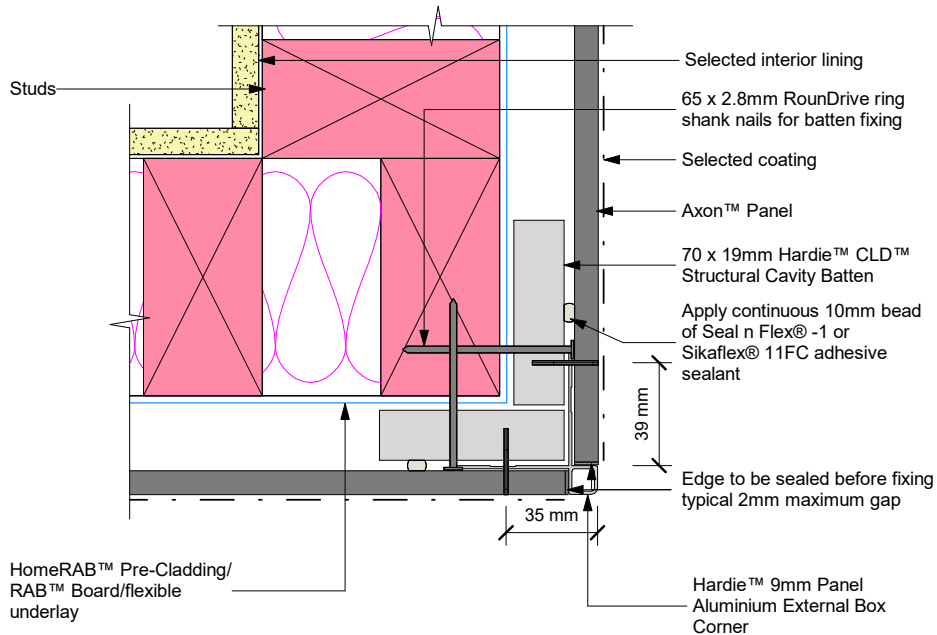 Studs
Selected interior lining
65 x 2.8mm RounDrive ring
shank nails for batten fixing
Selected coating
Axon™ Panel
70 x 19mm Hardie™ CLD™
Structural Cavity Batten
Apply continuous 10mm bead
of Seal n Flex® -1 or
Sikaflex® 11FC adhesive
sealant
39 mm
Edge to be sealed before fixing
typical 2mm maximum gap
35 mm
HomeRAB™ Pre-Cladding/
RAB™ Board/flexible
underlay
Hardie™ 9mm Panel
Aluminium External Box
Corner